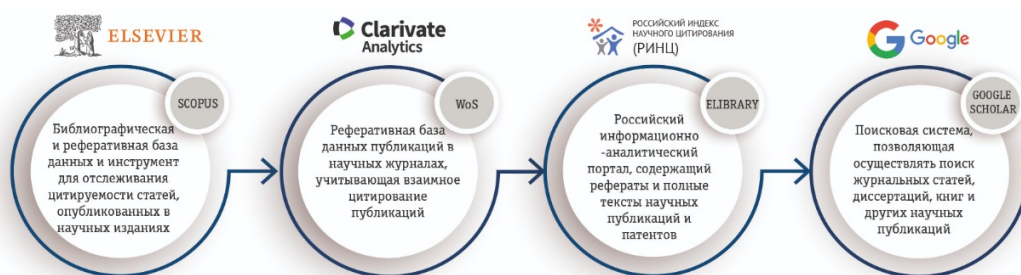 ELSEVIER
SCOPUS
Библиографическая
и реферативная база
данных и инструмент
для отслеживания
цитируемости статей,
опубликованных в
научных изданиях
Clarivate
Analytics
WoS
Реферативная база
данных публикаций в
научных журналах,
учитывающая взаимное
цитирование
публикаций
РОССИЙСКИЙ ИНДЕКС
НАУЧНОГО ЦИТИРОВАНИЯ
(РИНЦ)
ELIBRARY
Российский
информационно
-аналитический
портал, содержащий
рефераты и полные
тексты научных
публикаций и
патентов
Google
GOOGLE
SCHOLAR
Поисковая система,
позволяющая
осуществлять поиск
журнальных статей,
диссертаций, книг и
других научных
публикаций